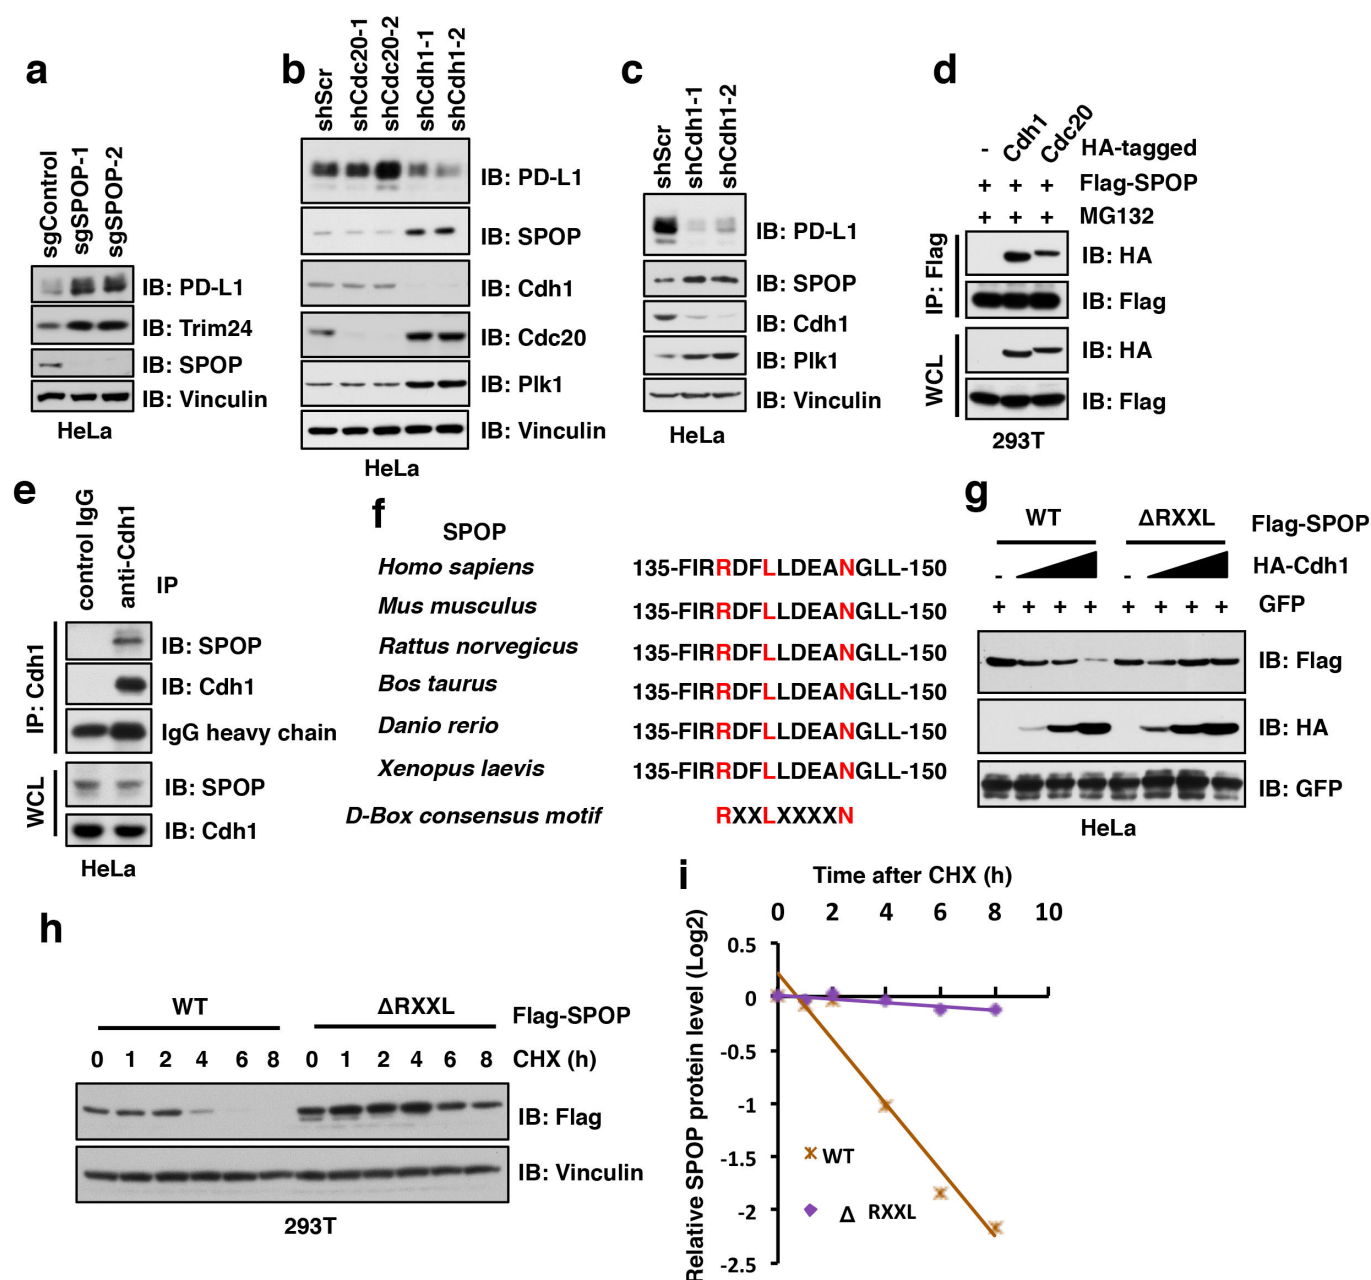 a
sgControl
sgSPOP-1
sgSPOP-2
IB: PD-L1
IB: Trim24
IB: SPOP
IB: Vinculin
HeLa
b
shScr
shCdc20-1
shCdc20-2
shCdh1-1
shCdh1-2
IB: PD-L1
IB: SPOP
IB: Cdh1
IB: Cdc20
IB: Plk1
IB: Vinculin
HeLa
c
shScr
shCdh1-1
shCdh1-2
IB: PD-L1
IB: SPOP
IB: Cdh1
IB: Plk1
IB: Vinculin
HeLa
d
- Cdh1 Cdc20 HA-tagged
+ + + Flag-SPOP
+ + + MG132
IP: Flag
IB: HA
IB: Flag
WCL
IB: HA
IB: Flag
293T
e
control IgG
anti-Cdh1
IP
IP: Cdh1
IB: SPOP
IB: Cdh1
IgG heavy chain
WCL
IB: SPOP
IB: Cdh1
HeLa
f
SPOP
Homo sapiens 135-FIRRDFLLDEANGLL-150
Mus musculus 135-FIRRDFLLDEANGLL-150
Rattus norvegicus 135-FIRRDFLLDEANGLL-150
Bos taurus 135-FIRRDFLLDEANGLL-150
Danio rerio 135-FIRRDFLLDEANGLL-150
Xenopus laevis 135-FIRRDFLLDEANGLL-150
D-Box consensus motif RXXLXXXXN
g
WT ΔRXXL Flag-SPOP
- - HA-Cdh1
+ + + + + + + + GFP
IB: Flag
IB: HA
IB: GFP
HeLa
h
WT ΔRXXL Flag-SPOP
0 1 2 4 6 8 0 1 2 4 6 8 CHX (h)
IB: Flag
IB: Vinculin
293T
i
Time after CHX (h)
0 2 4 6 8 10
Relative SPOP protein level (Log2)
0.5
0
-0.5
-1
-1.5
-2
-2.5
WT
Δ RXXL